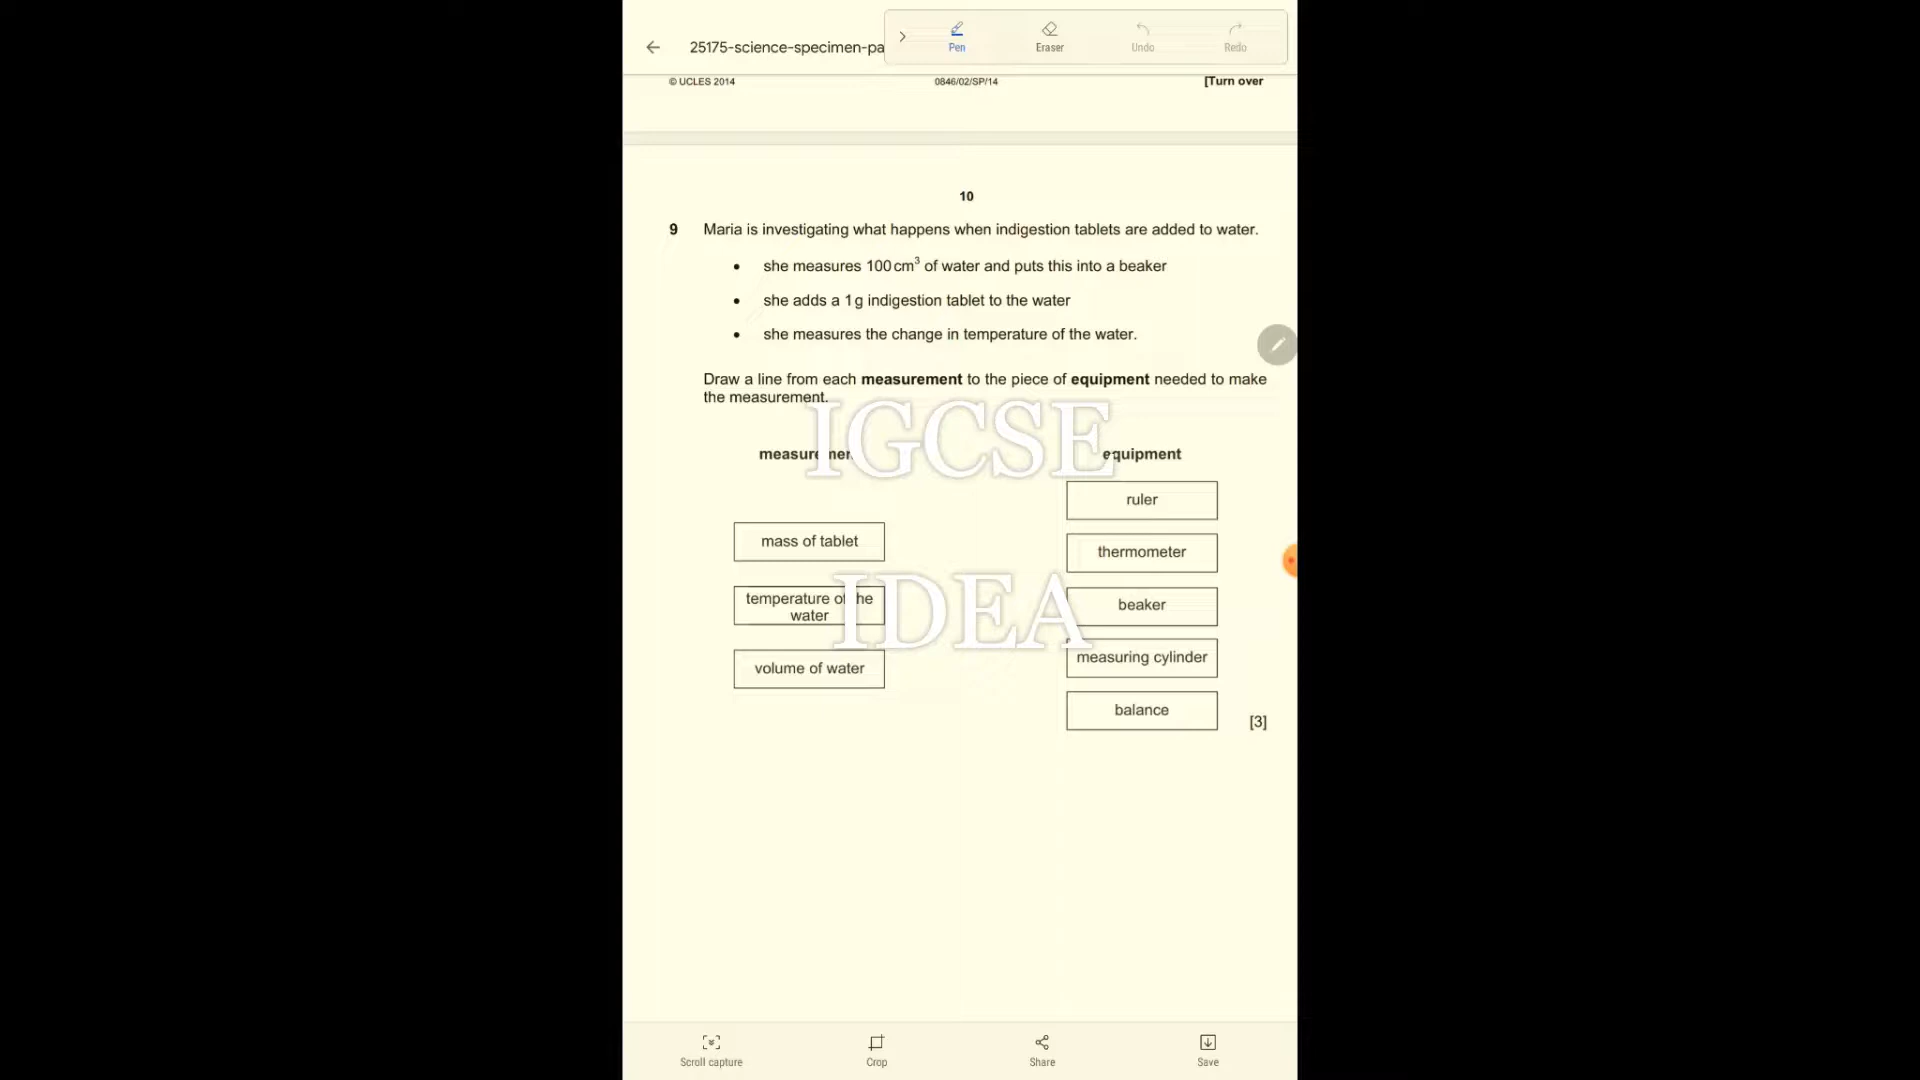 25175-science-specimen-pa
Pen
Eraser
Undo
Redo
© UCLES 2014
0846/02/SP/14
[Turn over
10
9 Maria is investigating what happens when indigestion tablets are added to water.
• she measures 100 cm³ of water and puts this into a beaker
• she adds a 1 g indigestion tablet to the water
• she measures the change in temperature of the water.
Draw a line from each measurement to the piece of equipment needed to make
the measurement.
IGCSE
IDEA
measuremen
equipment
mass of tablet
temperature of the
water
volume of water
ruler
thermometer
beaker
measuring cylinder
balance
[3]
Scroll capture
Crop
Share
Save